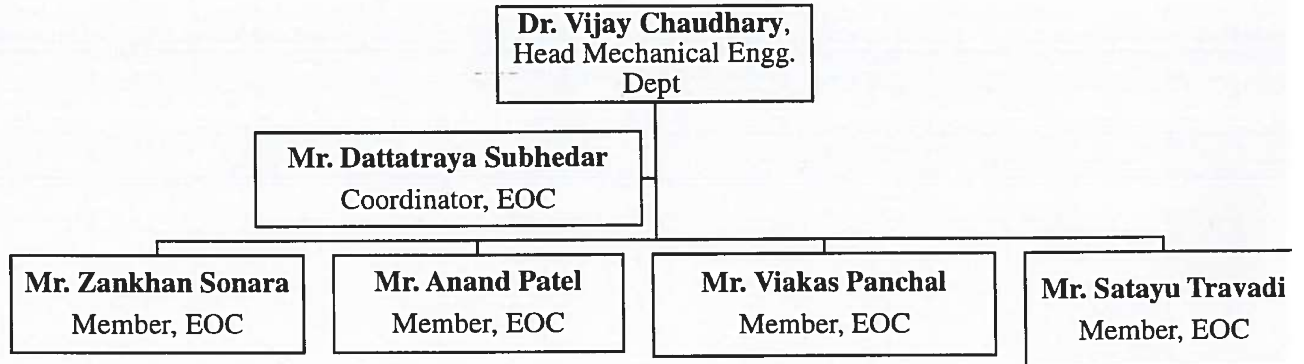 Dr. Vijay Chaudhary,
Head Mechanical Engg.
Dept
Mr. Dattatraya Subhedar
Coordinator, EOC
Mr. Zankhan Sonara
Member, EOC
Mr. Anand Patel
Member, EOC
Mr. Viakas Panchal
Member, EOC
Mr. Satayu Travadi
Member, EOC